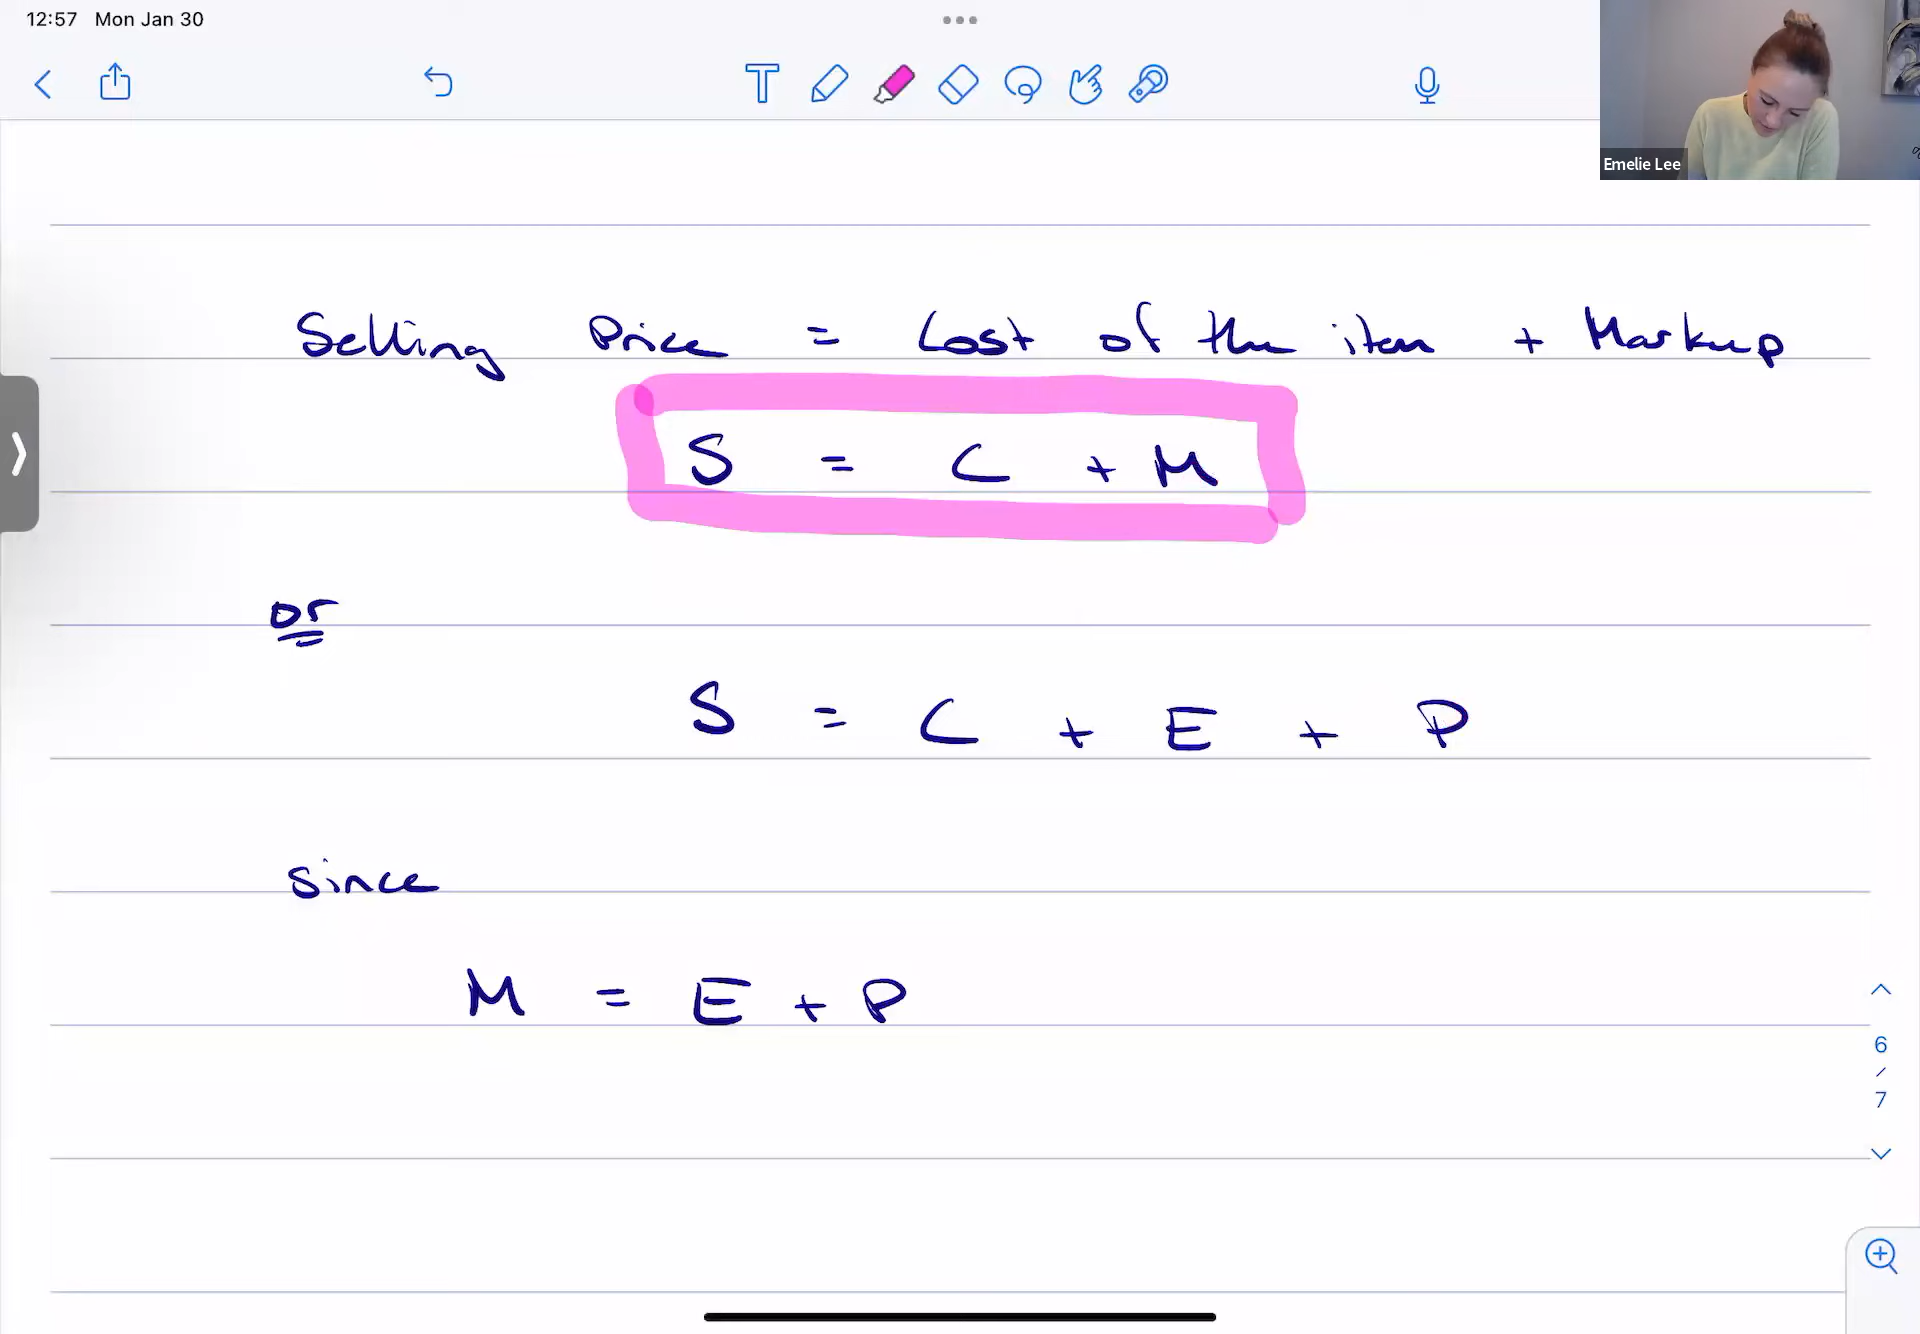 12:57 Mon Jan 30
Emelie Lee
Selling Price = Cost of the item + Markup
S = C + M
or
S = C + E + P
since
M = E + P
6
/
7